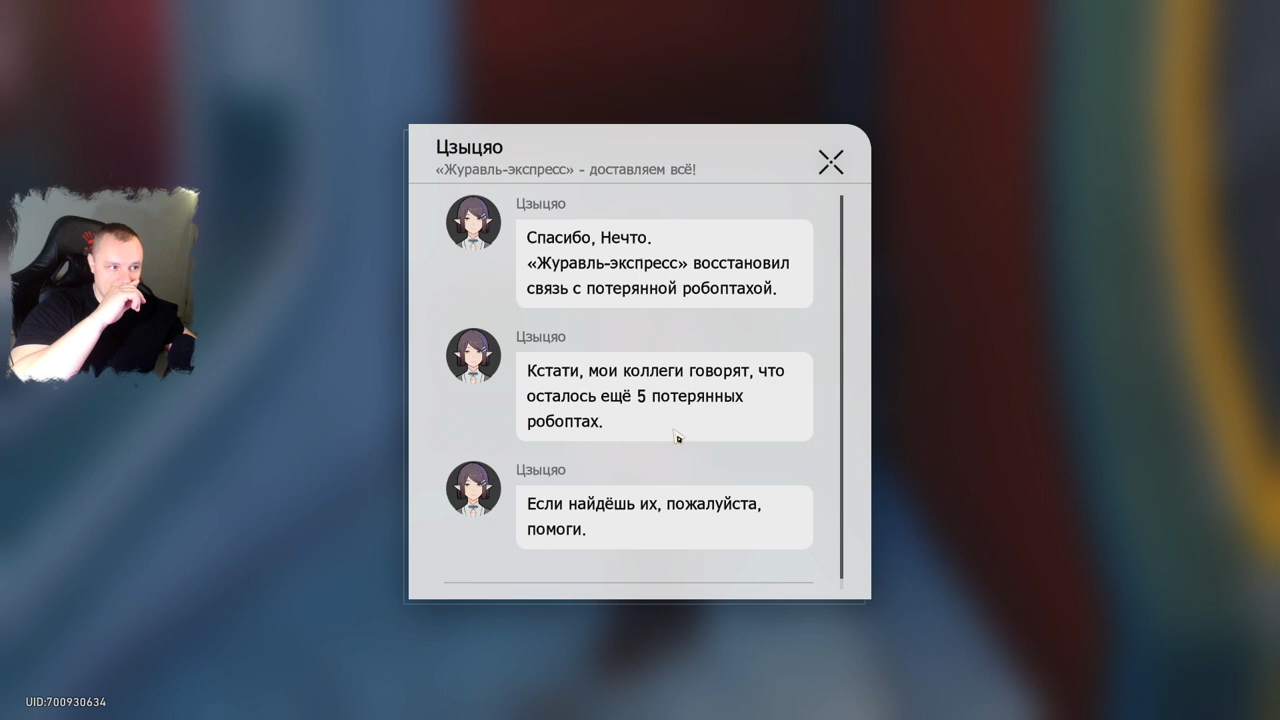 Цзыцяо
«Журавль-экспресс» - доставляем всё!
Цзыцяо
Спасибо, Нечто.
«Журавль-экспресс» восстановил
связь с потерянной робоптахой.
Цзыцяо
Кстати, мои коллеги говорят, что
осталось ещё 5 потерянных
робоптах.
Цзыцяо
Если найдёшь их, пожалуйста,
помоги.
UID:700930634